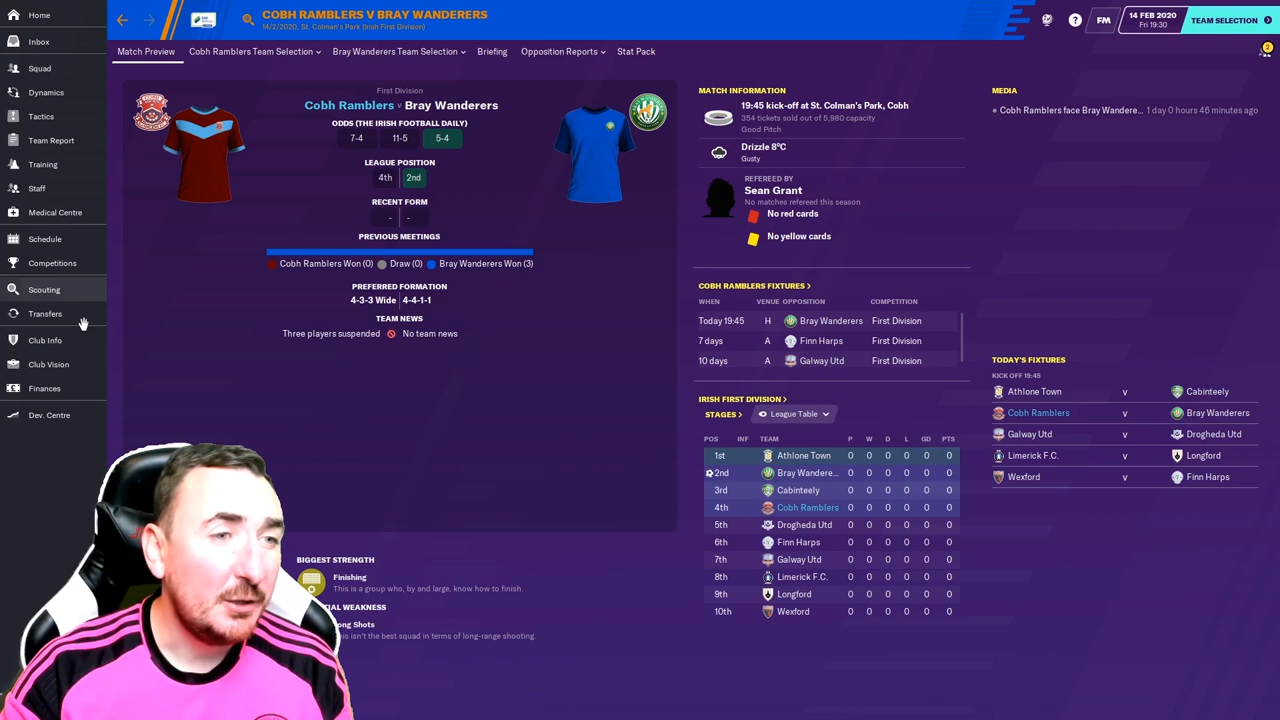 Home
Inbox
Squad
Dynamics
Tactics
Team Report
Training
Staff
Medical Centre
Schedule
Competitions
Scouting
Transfers
Club Info
Club Vision
Finances
Dev. Centre
COBH RAMBLERS V BRAY WANDERERS
14/2/2020, St. Colman's Park (Irish First Division)
? FM
14 FEB 2020
Fri 19:30
TEAM SELECTION
Match Preview Cobh Ramblers Team Selection Bray Wanderers Team Selection Briefing Opposition Reports Stat Pack
2
First Division
Cobh Ramblers v Bray Wanderers
ODDS (THE IRISH FOOTBALL DAILY)
7-4 11-5 5-4
LEAGUE POSITION
4th 2nd
RECENT FORM
- -
PREVIOUS MEETINGS
Cobh Ramblers Won (0) Draw (0) Bray Wanderers Won (3)
PREFERRED FORMATION
4-3-3 Wide 4-4-1-1
TEAM NEWS
Three players suspended No team news
BIGGEST STRENGTH
Finishing
This is a group who, by and large, know how to finish.
WEAKNESS
Shots
isn't the best squad in terms of long-range shooting.
MATCH INFORMATION
19:45 kick-off at St. Colman's Park, Cobh
354 tickets sold out of 5,980 capacity
Good Pitch
Drizzle 8°C
Gusty
REFEREED BY
Sean Grant
No matches refereed this season
No red cards
No yellow cards
COBH RAMBLERS FIXTURES >
WHEN VENUE OPPOSITION COMPETITION
Today 19:45 H Bray Wanderers First Division
7 days A Finn Harps First Division
10 days A Galway Utd First Division
IRISH FIRST DIVISION >
STAGES > League Table
POS INF TEAM P W D L GD PTS
1st Athlone Town 0 0 0 0 0 0
2nd Bray Wandere... 0 0 0 0 0 0
3rd Cabinteely 0 0 0 0 0 0
4th Cobh Ramblers 0 0 0 0 0 0
5th Drogheda Utd 0 0 0 0 0 0
6th Finn Harps 0 0 0 0 0 0
7th Galway Utd 0 0 0 0 0 0
8th Limerick F.C. 0 0 0 0 0 0
9th Longford 0 0 0 0 0 0
10th Wexford 0 0 0 0 0 0
MEDIA
Cobh Ramblers face Bray Wandere... 1 day 0 hours 46 minutes ago
TODAY'S FIXTURES
KICK OFF 19:45
Athlone Town v Cabinteely
Cobh Ramblers v Bray Wanderers
Galway Utd v Drogheda Utd
Limerick F.C. v Longford
Wexford v Finn Harps